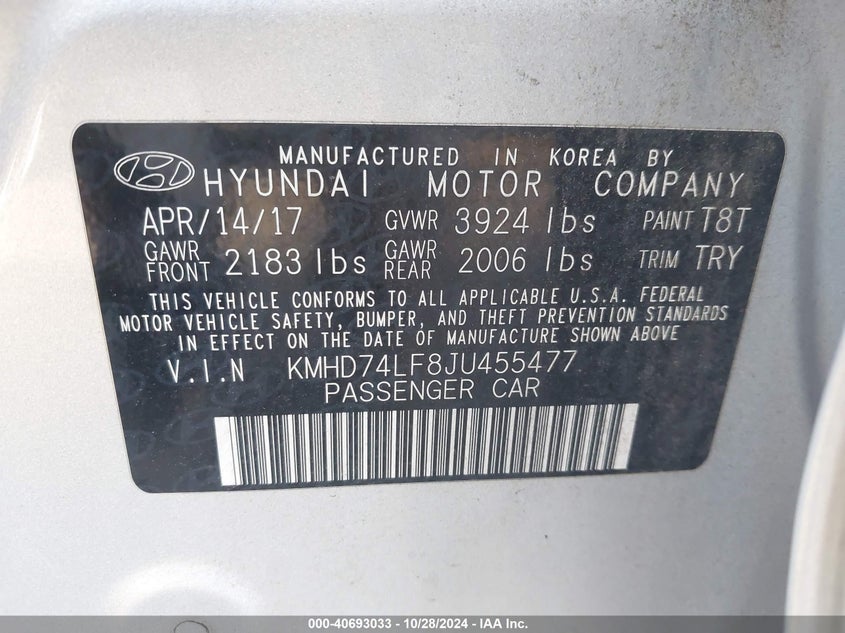 MANUFACTURED IN KOREA BY
HYUNDAI MOTOR COMPANY
APR/14/17 GVWR 3924 lbs PAINT T8T
GAWR FRONT 2183 lbs GAWR REAR 2006 lbs TRIM TRY
THIS VEHICLE CONFORMS TO ALL APPLICABLE U.S.A. FEDERAL
MOTOR VEHICLE SAFETY, BUMPER, AND THEFT PREVENTION STANDARDS
IN EFFECT ON THE DATE OF MANUFACTURE SHOWN ABOVE
V.I.N KMHD74LF8JU455477
PASSENGER CAR
000-40693033 - 10/28/2024 - IAA Inc.